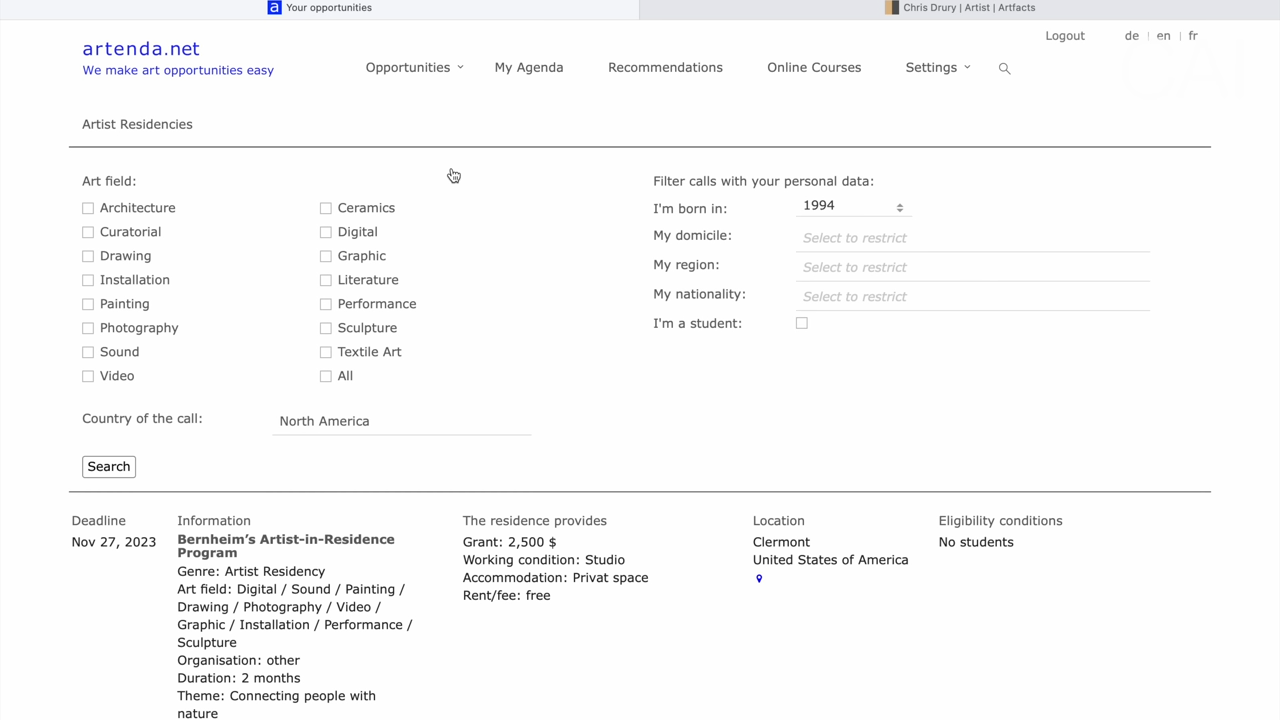 a Your opportunities
Chris Drury | Artist | Artfacts
Logout de | en | fr
artenda.net
We make art opportunities easy
Opportunities My Agenda Recommendations Online Courses Settings
CAI
Artist Residencies
Art field:
Architecture Ceramics
Curatorial Digital
Drawing Graphic
Installation Literature
Painting Performance
Photography Sculpture
Sound Textile Art
Video All
Filter calls with your personal data:
I'm born in: 1994
My domicile: Select to restrict
My region: Select to restrict
My nationality: Select to restrict
I'm a student:
Country of the call: North America
Search
Deadline Information The residence provides Location Eligibility conditions
Nov 27, 2023
Bernheim's Artist-in-Residence
Program
Genre: Artist Residency
Art field: Digital / Sound / Painting /
Drawing / Photography / Video /
Graphic / Installation / Performance /
Sculpture
Organisation: other
Duration: 2 months
Theme: Connecting people with
nature
Grant: 2,500 $
Working condition: Studio
Accommodation: Privat space
Rent/fee: free
Clermont
United States of America
No students